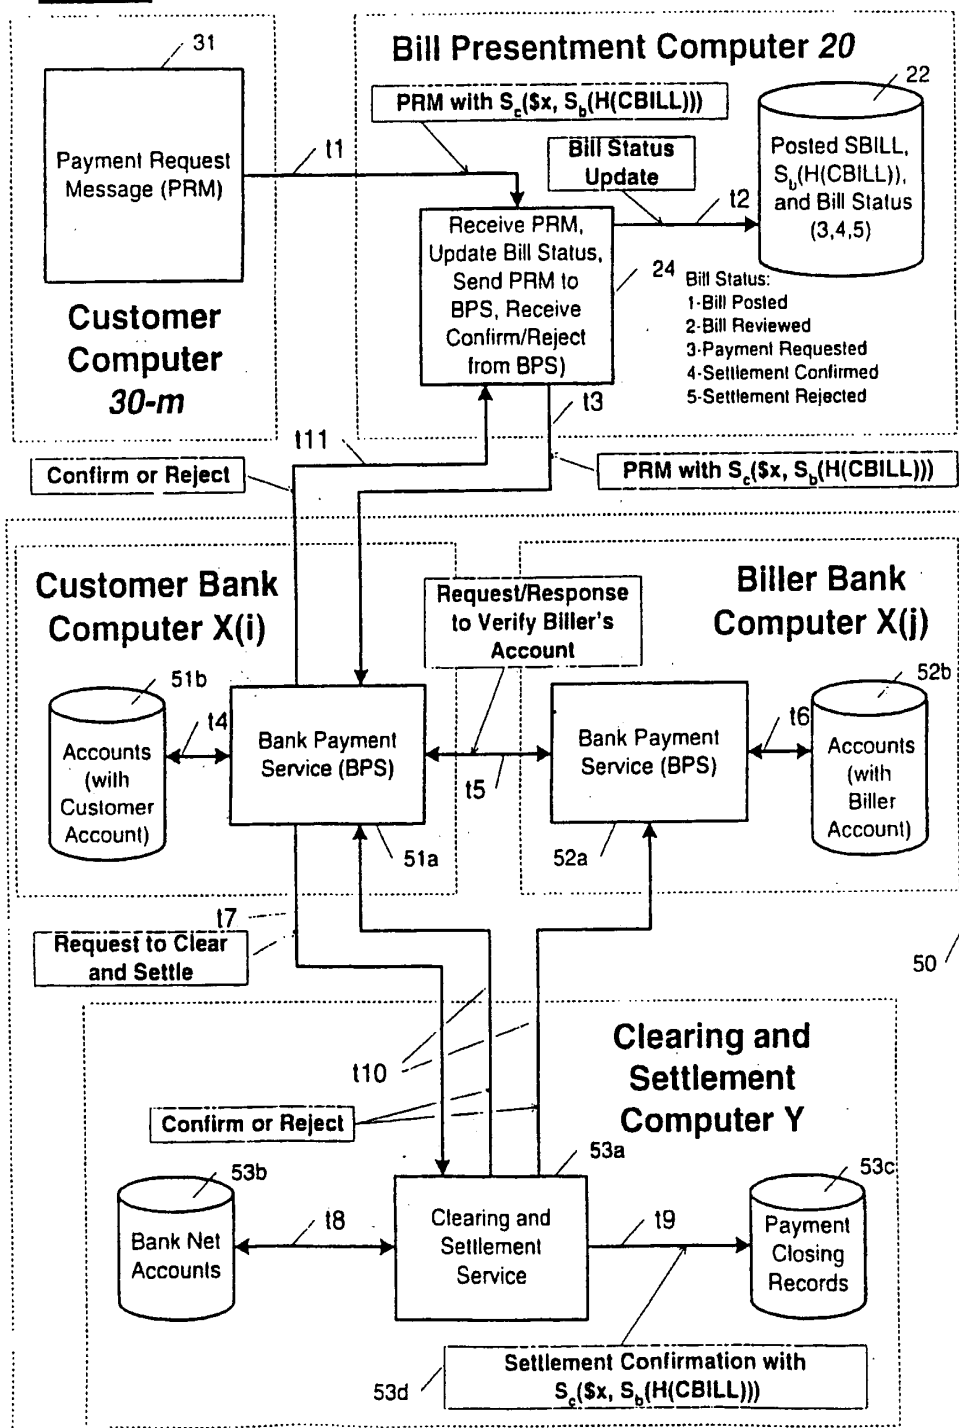 31
Payment Request
Message (PRM)
Customer
Computer
30-m
t1
Bill Presentment Computer 20
PRM with Sc($x, Sb(H(CBILL)))
22
Bill Status
Update
t2
Posted SBILL,
Sb(H(CBILL)),
and Bill Status
(3,4,5)
Receive PRM,
Update Bill Status,
Send PRM to
BPS, Receive
Confirm/Reject
from BPS)
24
Bill Status:
1-Bill Posted
2-Bill Reviewed
3-Payment Requested
4-Settlement Confirmed
5-Settlement Rejected
t3
t11
Confirm or Reject
PRM with Sc($x, Sb(H(CBILL)))
Customer Bank
Computer X(i)
Request/Response
to Verify Biller's
Account
Biller Bank
Computer X(j)
51b
t4
Accounts
(with
Customer
Account)
Bank Payment
Service (BPS)
51a
t5
Bank Payment
Service (BPS)
52a
t6
52b
Accounts
(with
Biller
Account)
t7
Request to Clear
and Settle
50
Clearing and
Settlement
Computer Y
t10
Confirm or Reject
53a
53b
Bank Net
Accounts
t8
Clearing and
Settlement
Service
t9
53c
Payment
Closing
Records
53d
Settlement Confirmation with
Sc($x, Sb(H(CBILL)))